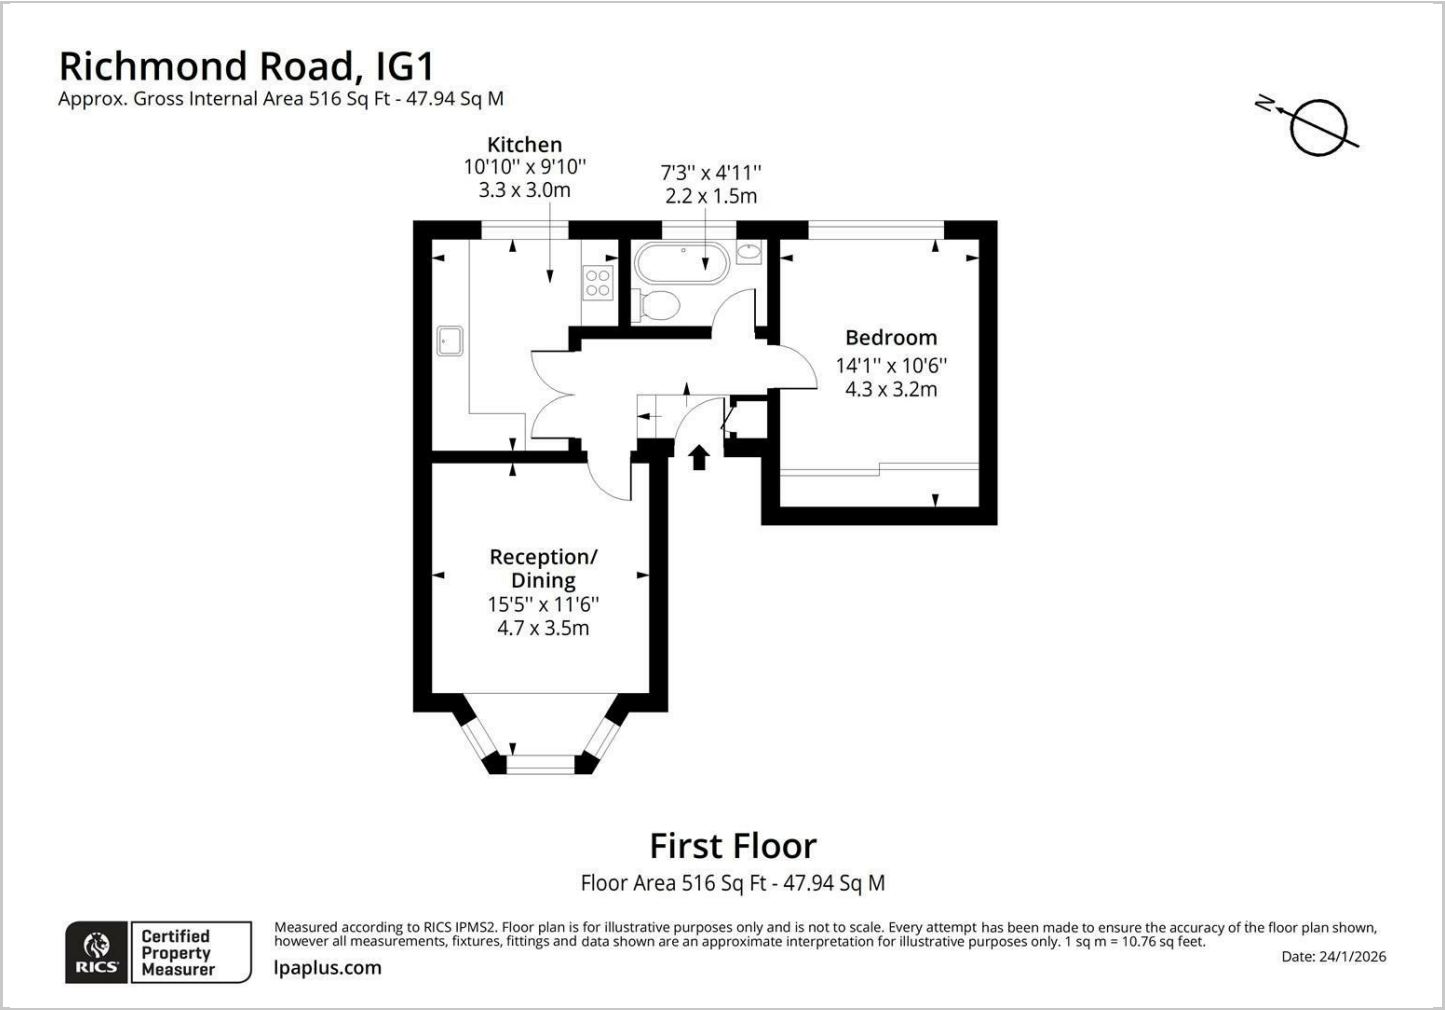 Richmond Road, IG1
Approx. Gross Internal Area 516 Sq Ft - 47.94 Sq M
N
Kitchen
10'10'' x 9'10''
3.3 x 3.0m
7'3'' x 4'11''
2.2 x 1.5m
Bedroom
14'1'' x 10'6''
4.3 x 3.2m
Reception/
Dining
15'5'' x 11'6''
4.7 x 3.5m
First Floor
Floor Area 516 Sq Ft - 47.94 Sq M
RICS
Certified
Property
Measurer
Measured according to RICS IPMS2. Floor plan is for illustrative purposes only and is not to scale. Every attempt has been made to ensure the accuracy of the floor plan shown,
however all measurements, fixtures, fittings and data shown are an approximate interpretation for illustrative purposes only. 1 sq m = 10.76 sq feet.
lpaplus.com
Date: 24/1/2026